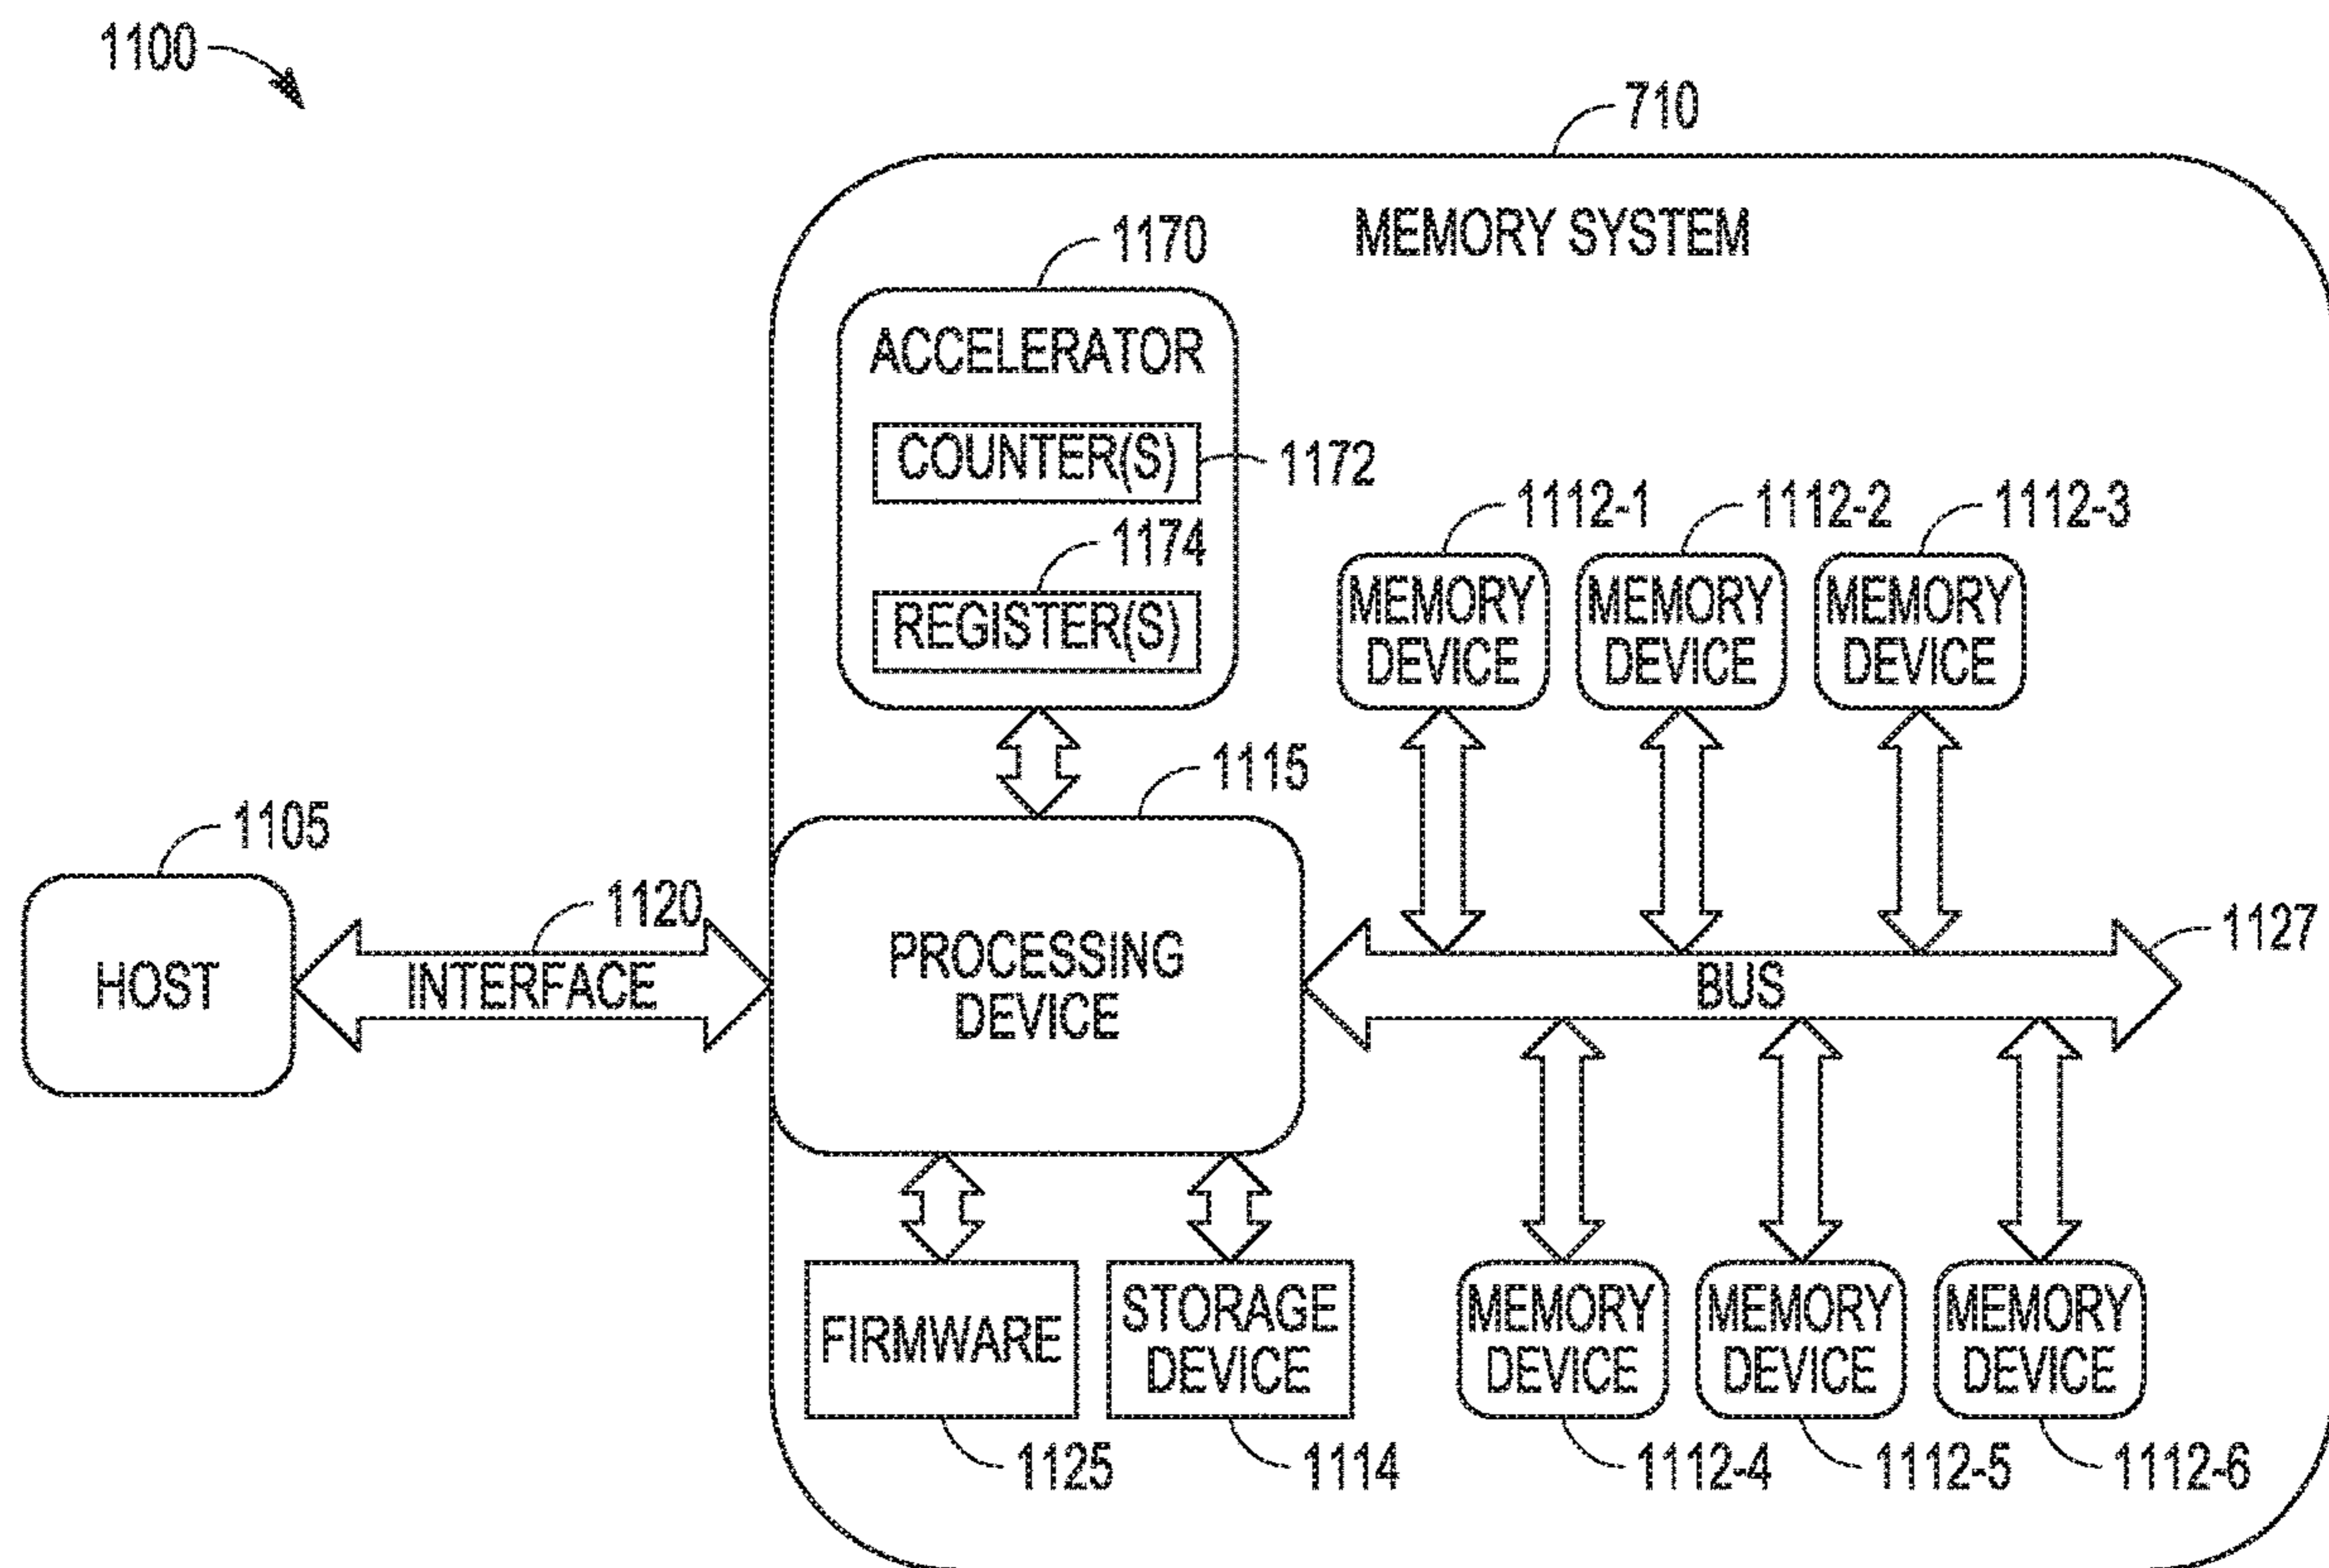 1100
710
MEMORY SYSTEM
1170
ACCELERATOR
COUNTER(S)
1172
1174
REGISTER(S)
1112-1
1112-2
1112-3
MEMORY
DEVICE
MEMORY
DEVICE
MEMORY
DEVICE
1115
1105
HOST
1120
INTERFACE
PROCESSING
DEVICE
1127
BUS
FIRMWARE
1125
STORAGE
DEVICE
1114
MEMORY
DEVICE
MEMORY
DEVICE
MEMORY
DEVICE
1112-4
1112-5
1112-6